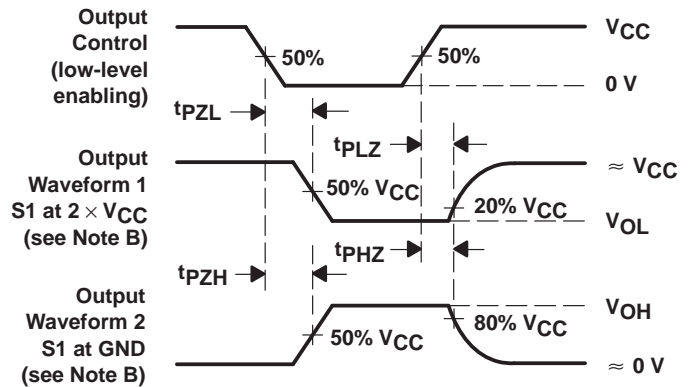 Output
Control
(low-level
enabling)
50%
50%
VCC
0 V
tPZL
tPLZ
Output
Waveform 1
S1 at 2 × VCC
(see Note B)
50% VCC
20% VCC
≈ VCC
VOL
tPZH
tPHZ
Output
Waveform 2
S1 at GND
(see Note B)
50% VCC
80% VCC
VOH
≈ 0 V